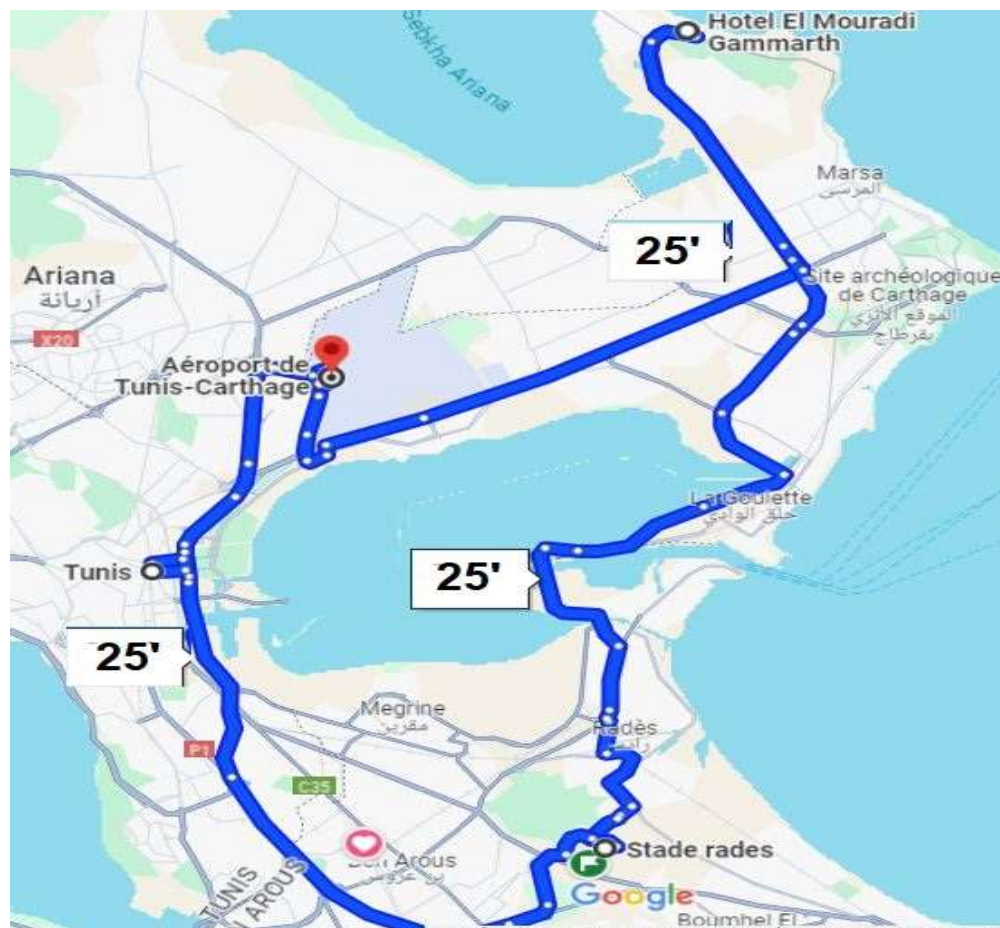 Hotel El Mouradi
Gammarth
Sebkha Ariana
Marsa
المرسى
25'
Ariana
أريانة
Site archéologique
de Carthage
الموقع الأثري
بقرطاج
X20
Aéroport de
Tunis-Carthage
La Goulette
حلق الوادي
25'
Tunis
25'
Megrine
مقرين
Radès
رادس
P1
C35
Ben Arous
بن عروس
Stade rades
TUNIS
AROUS
Google
Boumhel El